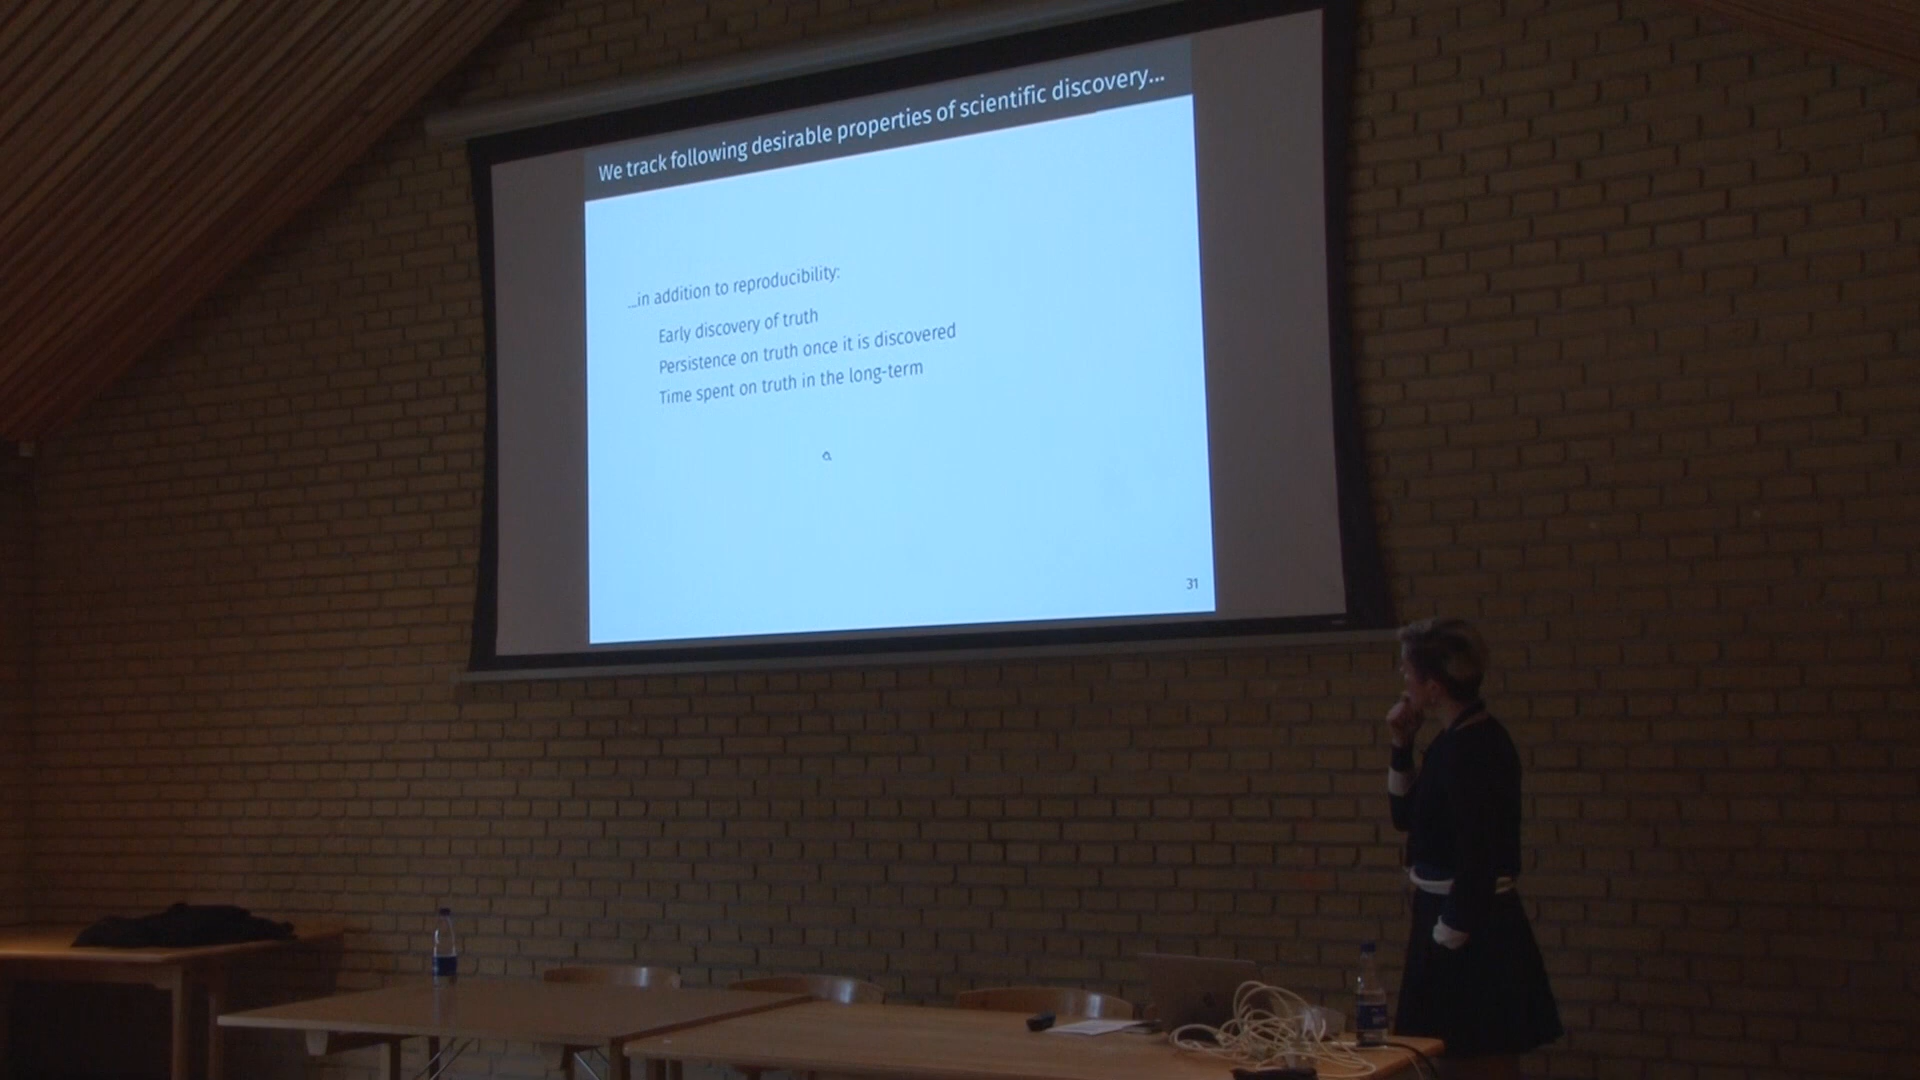 We track following desirable properties of scientific discovery...
...in addition to reproducibility:
Early discovery of truth
Persistence on truth once it is discovered
Time spent on truth in the long-term
31